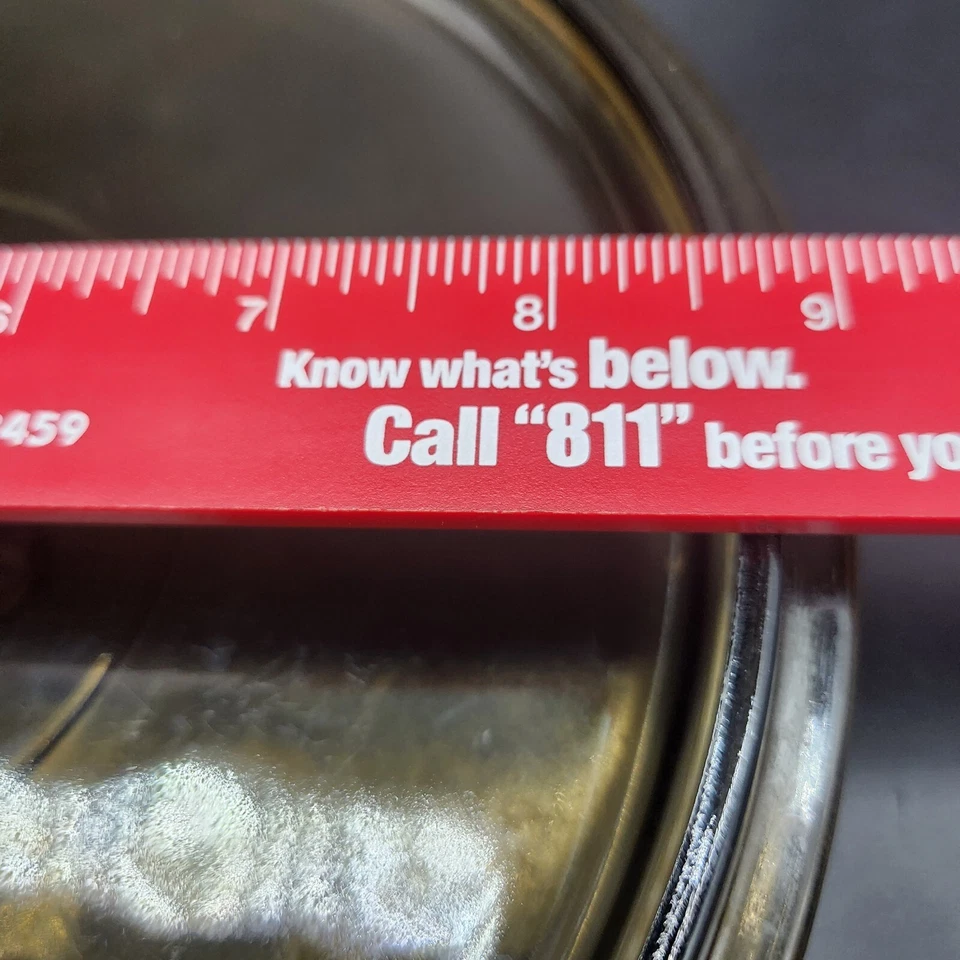 6 7 8 9
Know what's below.
459
Call "811" before yo